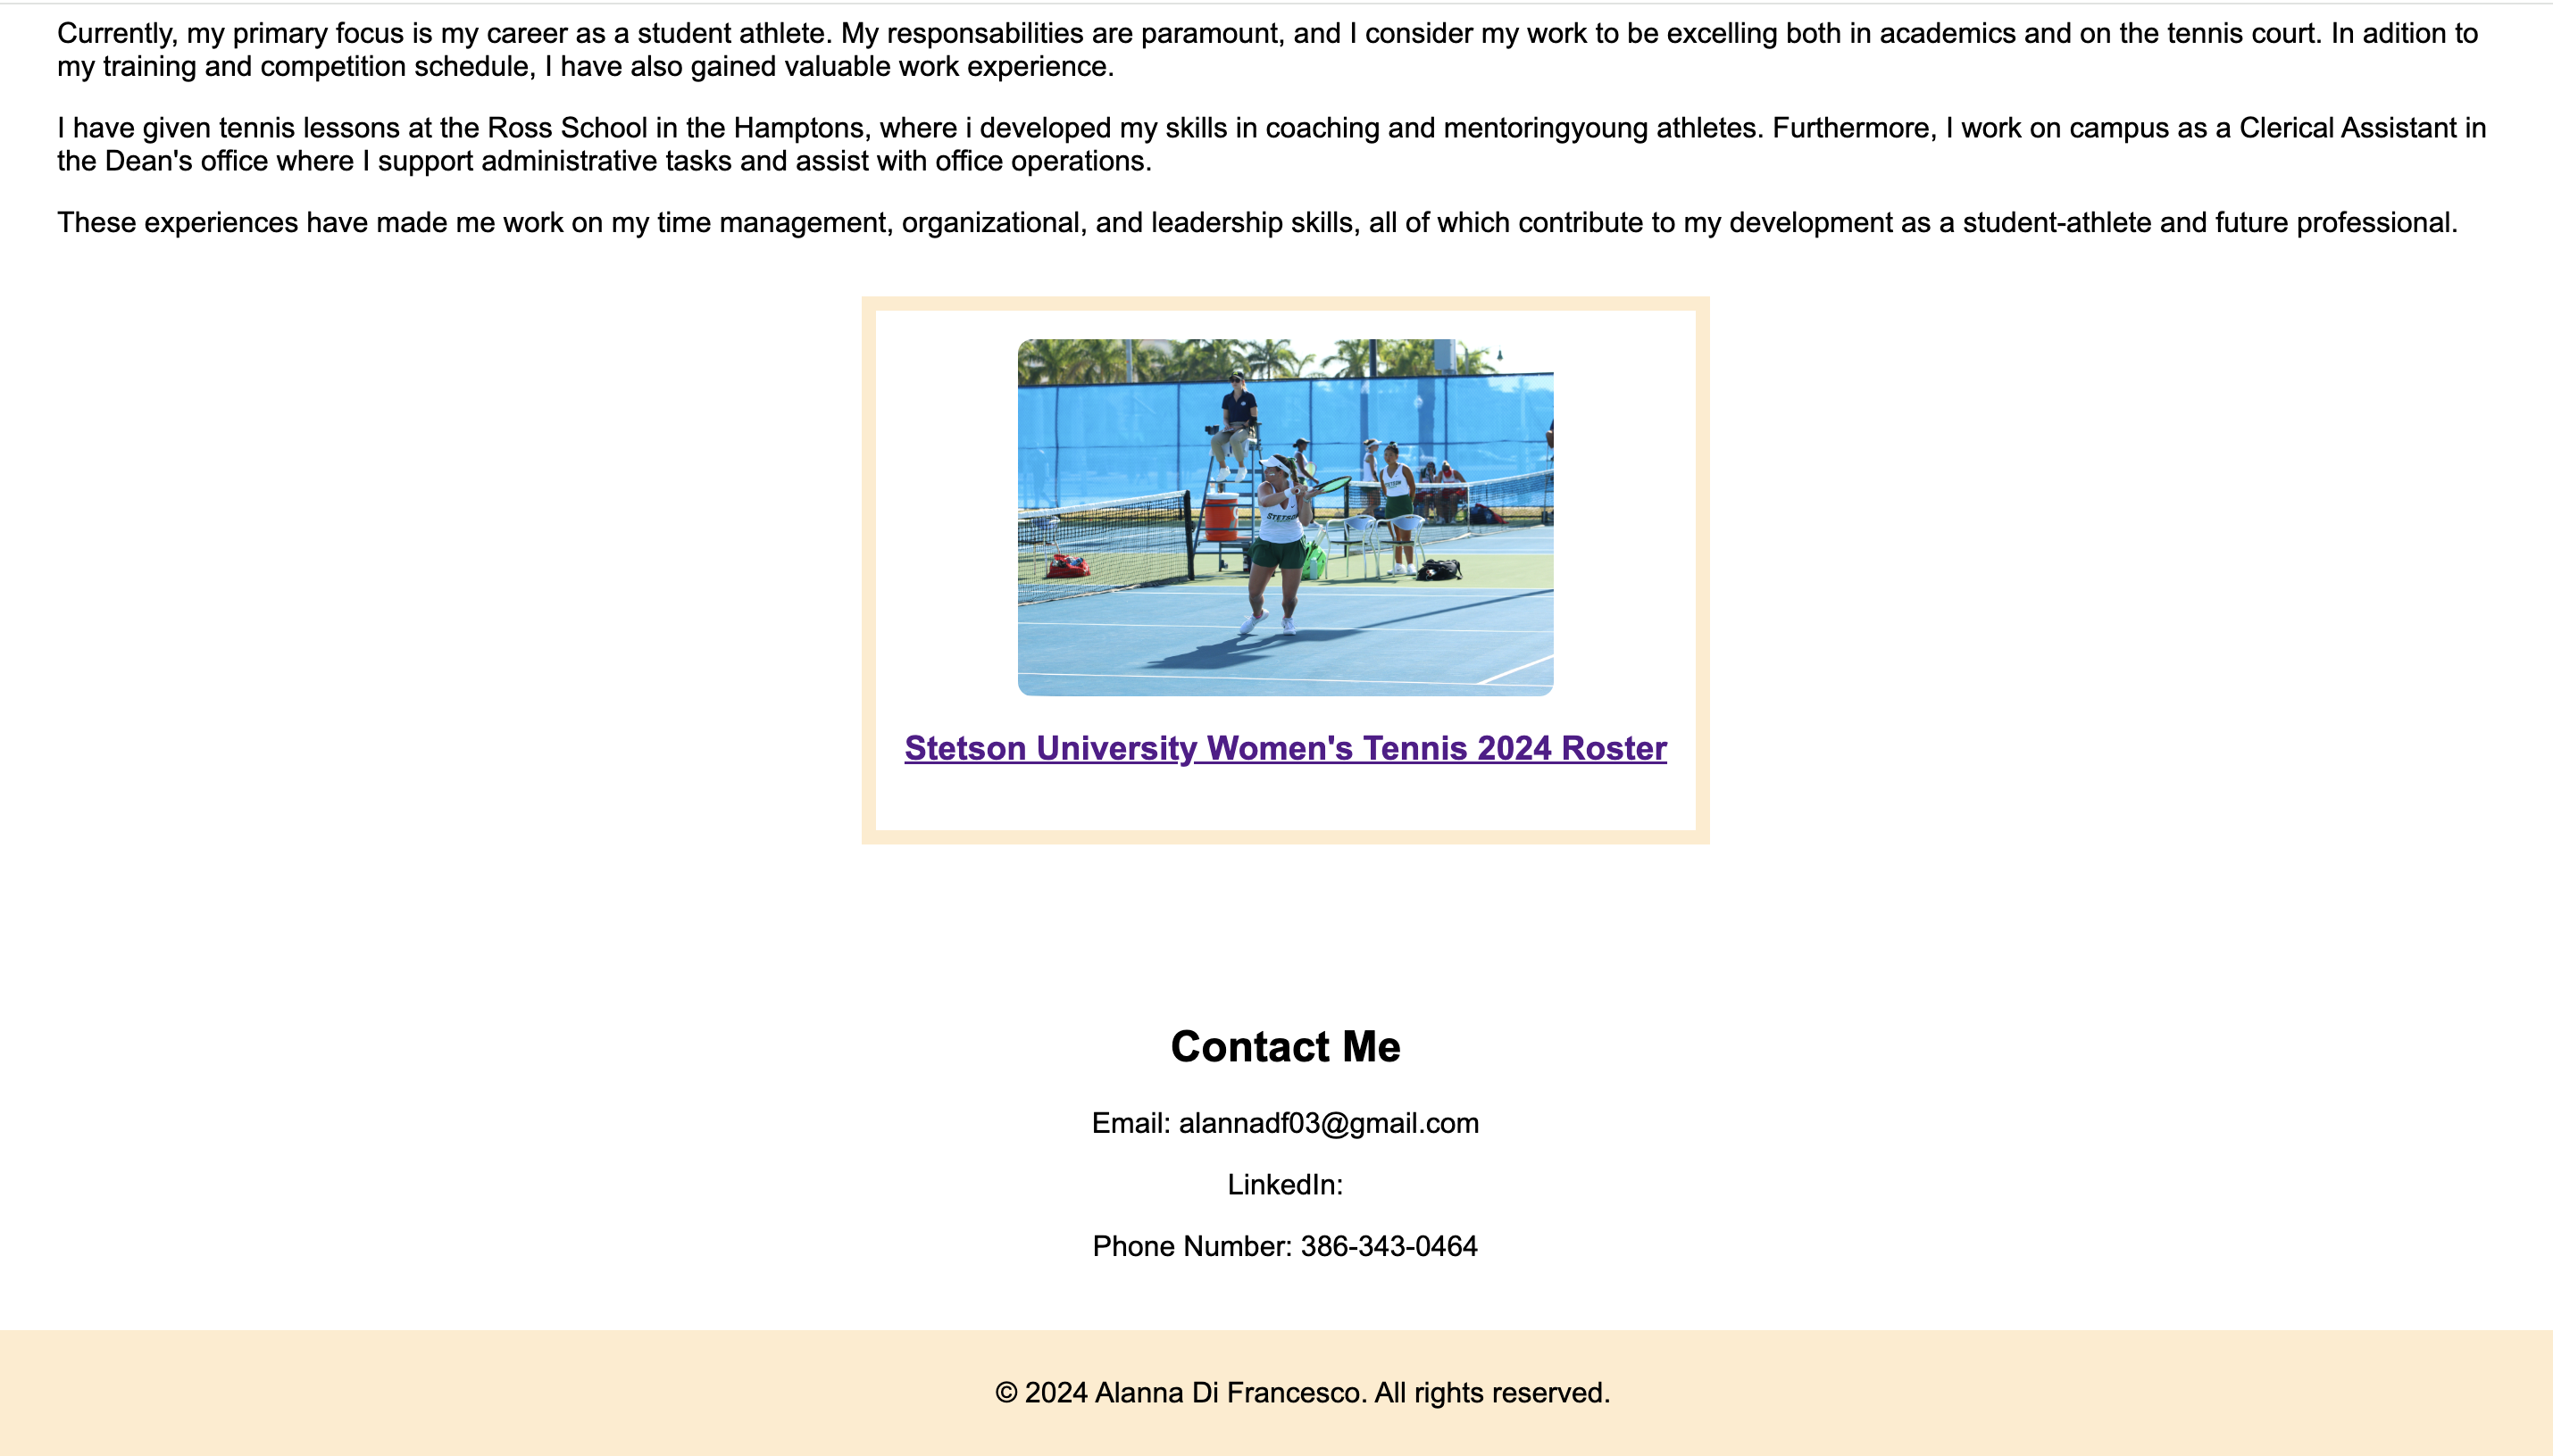 Currently, my primary focus is my career as a student athlete. My responsabilities are paramount, and I consider my work to be excelling both in academics and on the tennis court. In adition to
my training and competition schedule, I have also gained valuable work experience.
I have given tennis lessons at the Ross School in the Hamptons, where i developed my skills in coaching and mentoringyoung athletes. Furthermore, I work on campus as a Clerical Assistant in
the Dean's office where I support administrative tasks and assist with office operations.
These experiences have made me work on my time management, organizational, and leadership skills, all of which contribute to my development as a student-athlete and future professional.
STETSON
STETSON
Stetson University Women's Tennis 2024 Roster
Contact Me
Email: alannadf03@gmail.com
LinkedIn:
Phone Number: 386-343-0464
© 2024 Alanna Di Francesco. All rights reserved.